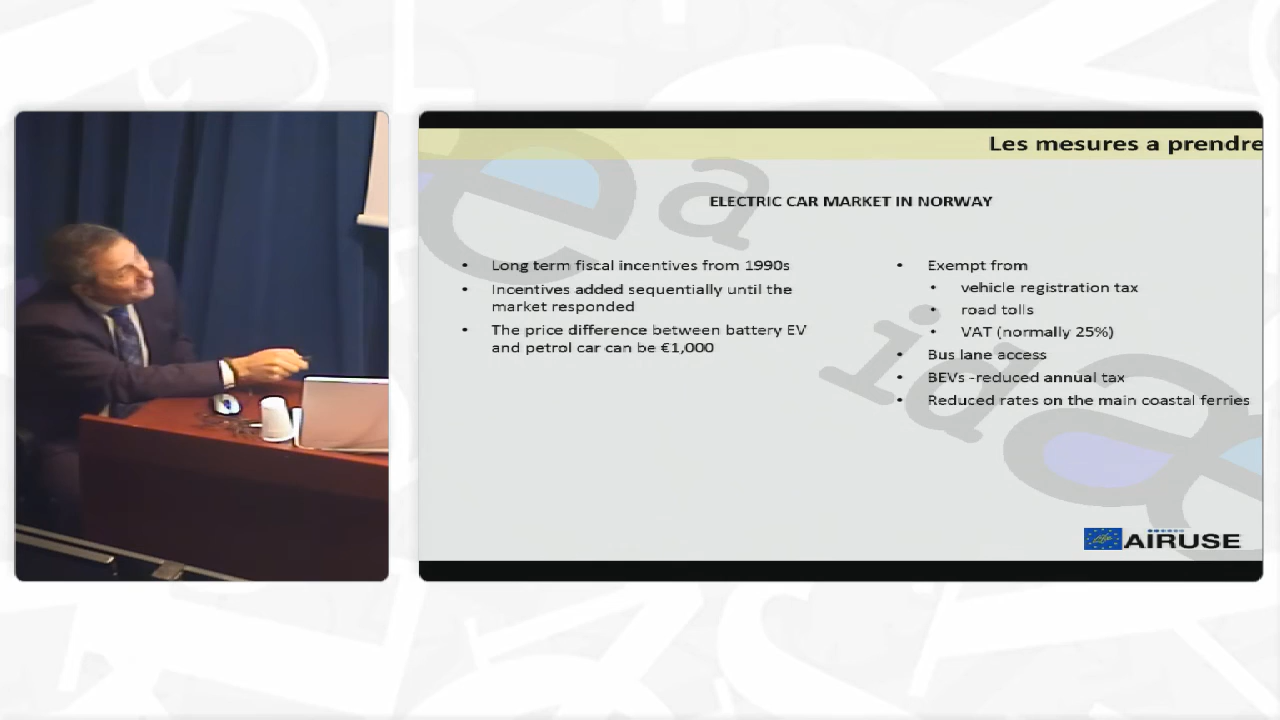 Les mesures a prendre
ELECTRIC CAR MARKET IN NORWAY
• Long term fiscal incentives from 1990s
• Incentives added sequentially until the
market responded
• The price difference between battery EV
and petrol car can be €1,000
• Exempt from
• vehicle registration tax
• road tolls
• VAT (normally 25%)
• Bus lane access
• BEVs -reduced annual tax
• Reduced rates on the main coastal ferries
AIRUSE